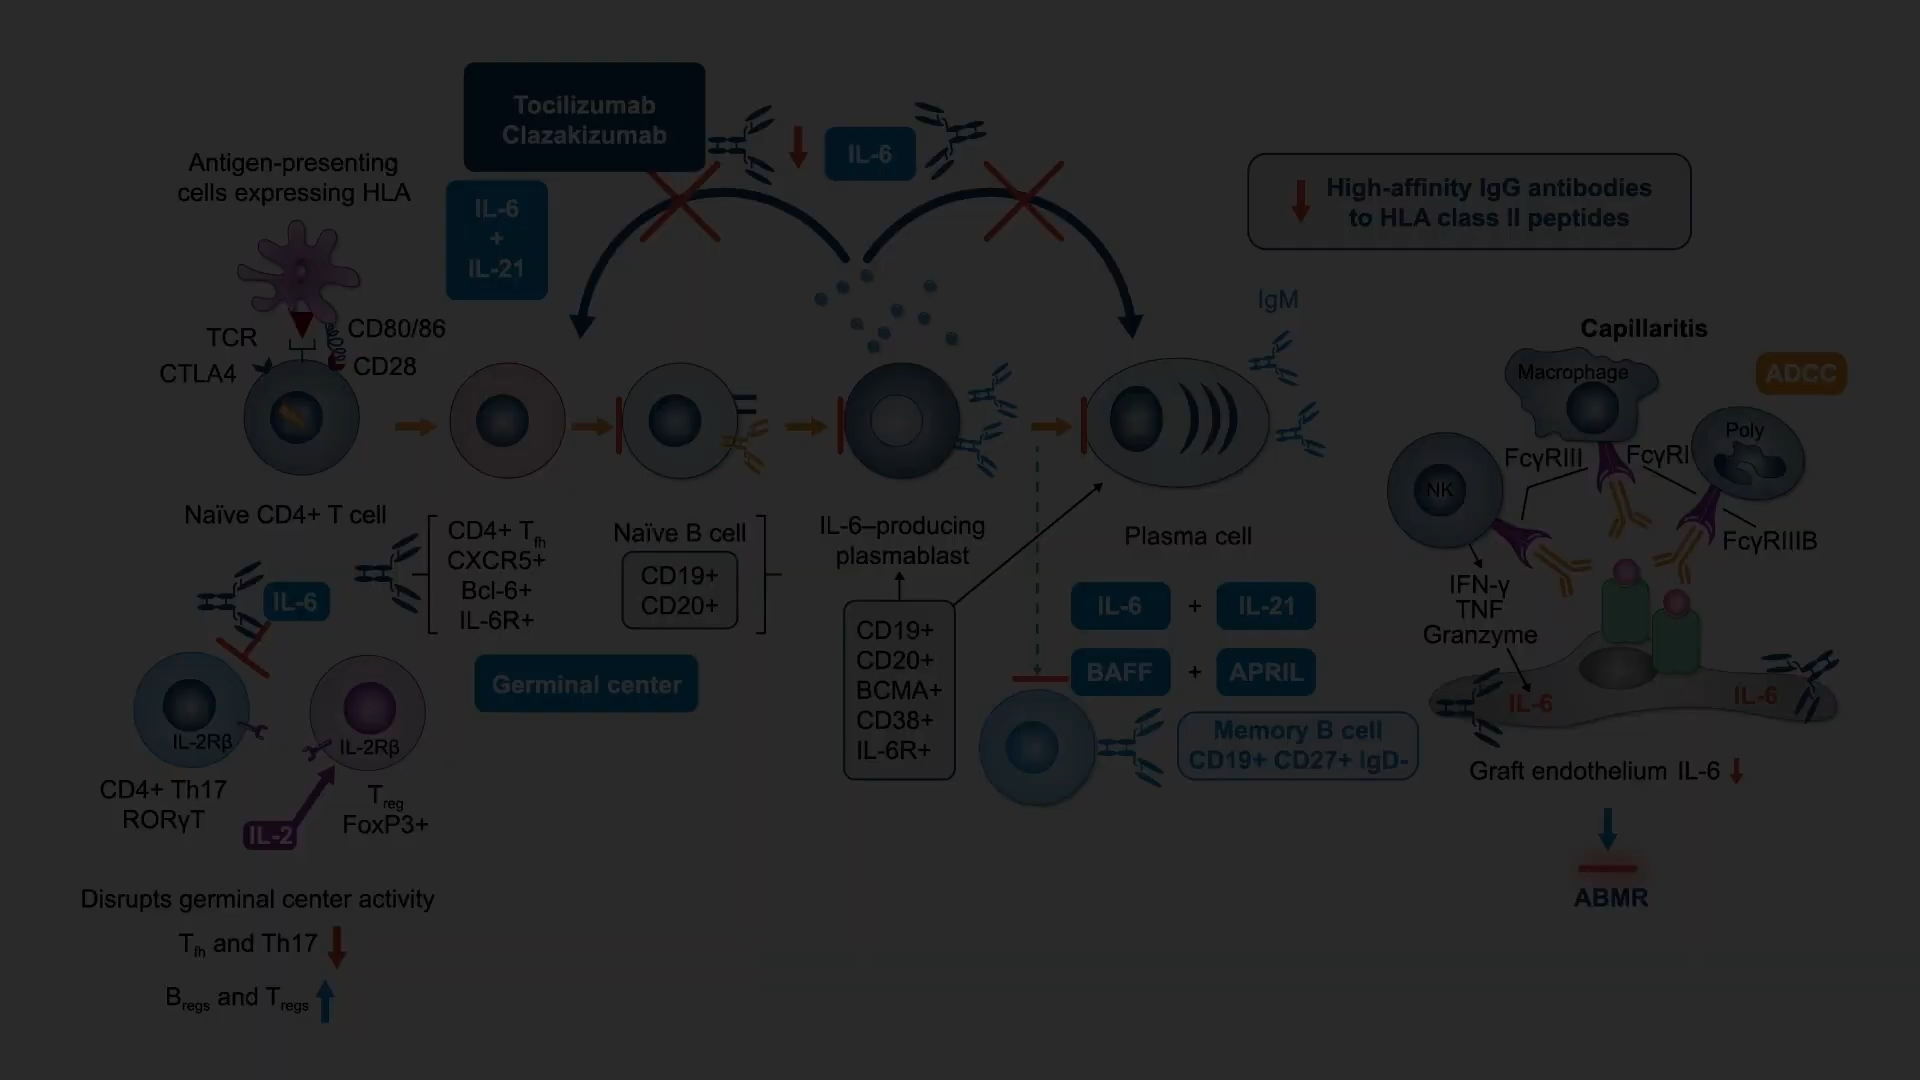 Tocilizumab
Clazakizumab
IL-6
Antigen-presenting
cells expressing HLA
IL-6
+
IL-21
High-affinity IgG antibodies
to HLA class II peptides
IgM
TCR
CD80/86
CTLA4
CD28
Capillaritis
Macrophage
ADCC
Poly
FcγRIII
FcγRI
NK
FcγRIIIB
IFN-γ
TNF
Granzyme
Naïve CD4+ T cell
CD4+ Tfh
CXCR5+
Bcl-6+
IL-6R+
Naïve B cell
CD19+
CD20+
IL-6–producing
plasmablast
Plasma cell
IL-6
Germinal center
CD19+
CD20+
BCMA+
CD38+
IL-6R+
IL-6 + IL-21
BAFF + APRIL
Memory B cell
CD19+ CD27+ IgD-
IL-6
IL-6
Graft endothelium IL-6
ABMR
IL-2Rβ
IL-2Rβ
CD4+ Th17
RORγT
IL-2
Treg
FoxP3+
Disrupts germinal center activity
Tfh and Th17
Bregs and Tregs